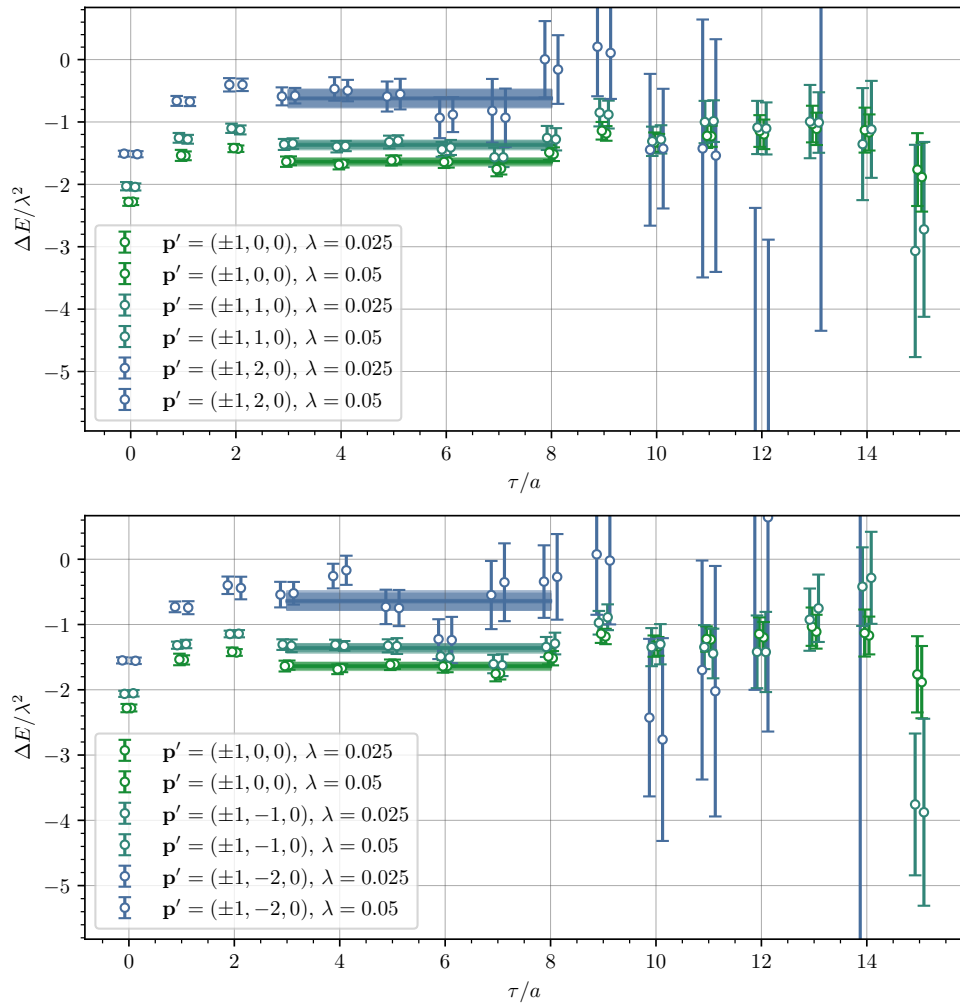 0
−1
−2
−3
−4
−5
ΔE/λ²
p′ = (±1, 0, 0), λ = 0.025
p′ = (±1, 0, 0), λ = 0.05
p′ = (±1, 1, 0), λ = 0.025
p′ = (±1, 1, 0), λ = 0.05
p′ = (±1, 2, 0), λ = 0.025
p′ = (±1, 2, 0), λ = 0.05
0 2 4 6 8 10 12 14
τ/a
0
−1
−2
−3
−4
−5
ΔE/λ²
p′ = (±1, 0, 0), λ = 0.025
p′ = (±1, 0, 0), λ = 0.05
p′ = (±1, −1, 0), λ = 0.025
p′ = (±1, −1, 0), λ = 0.05
p′ = (±1, −2, 0), λ = 0.025
p′ = (±1, −2, 0), λ = 0.05
0 2 4 6 8 10 12 14
τ/a